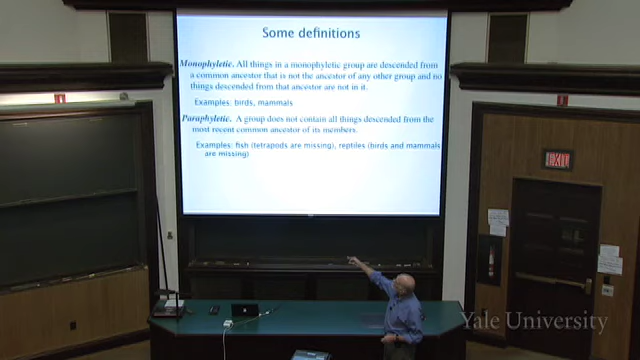 Some definitions
Monophyletic. All things in a monophyletic group are descended from
a common ancestor that is not the ancestor of any other group and no
things descended from that ancestor are not in it.
Examples: birds, mammals
Paraphyletic. A group does not contain all things descended from the
most recent common ancestor of its members.
Examples: fish (tetrapods are missing), reptiles (birds and mammals
are missing)
EXIT
Yale University